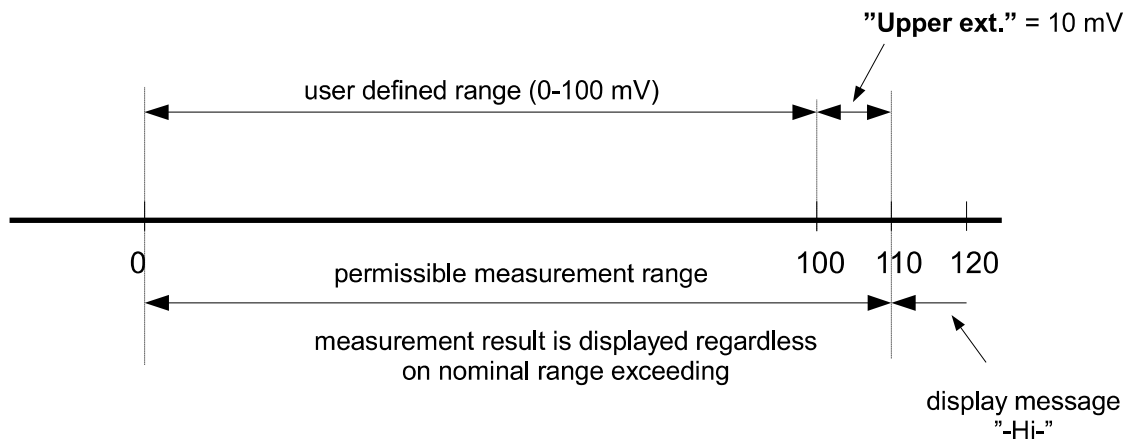 ”Upper ext.” = 10 mV
user defined range (0-100 mV)
0
100
110
120
permissible measurement range
measurement result is displayed regardless
on nominal range exceeding
display message
”-Hi-”